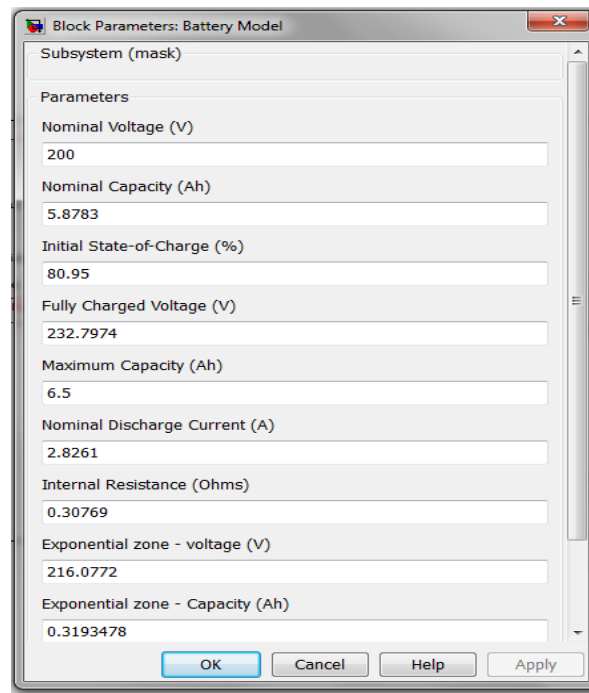 Block Parameters: Battery Model
Subsystem (mask)
Parameters
Nominal Voltage (V)
200
Nominal Capacity (Ah)
5.8783
Initial State-of-Charge (%)
80.95
Fully Charged Voltage (V)
232.7974
Maximum Capacity (Ah)
6.5
Nominal Discharge Current (A)
2.8261
Internal Resistance (Ohms)
0.30769
Exponential zone - voltage (V)
216.0772
Exponential zone - Capacity (Ah)
0.3193478
OK Cancel Help Apply